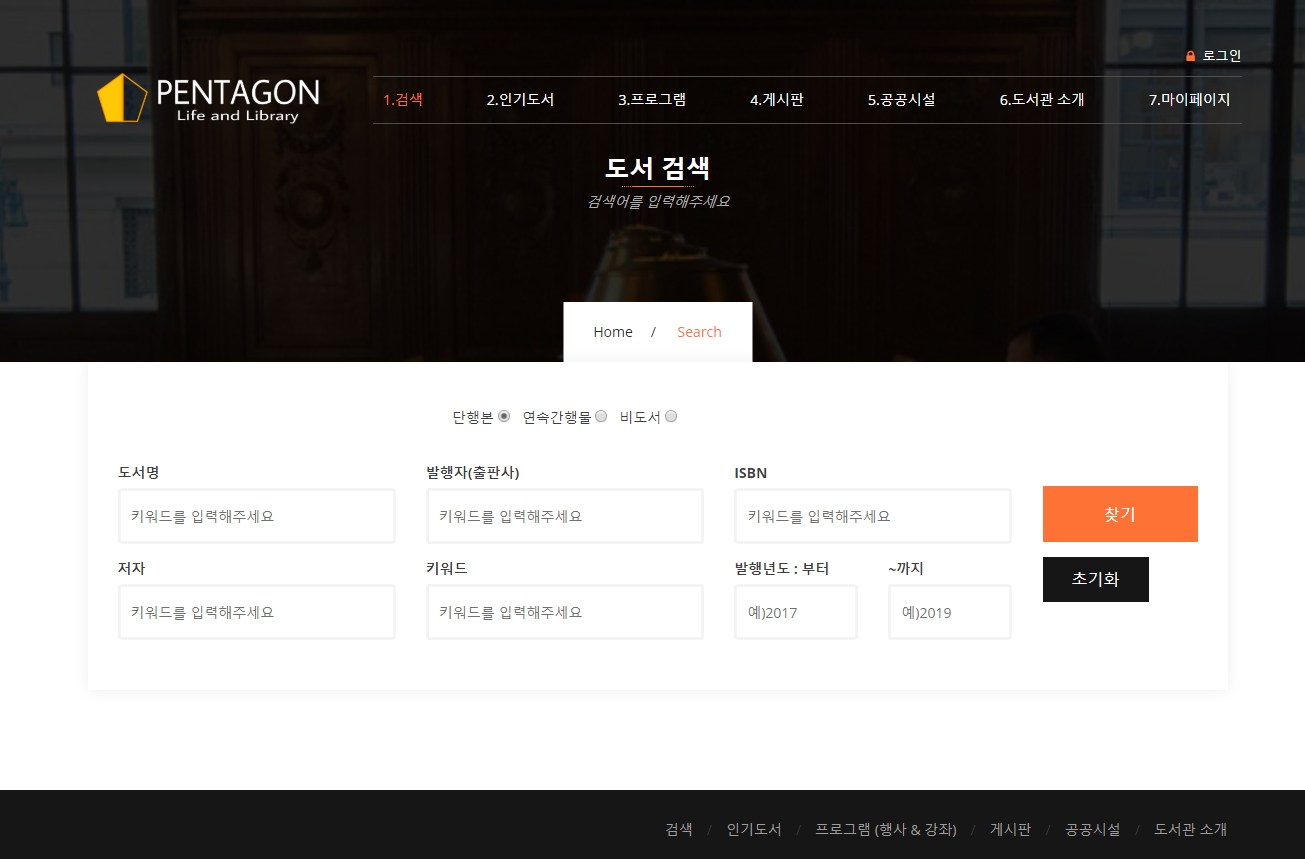 로그인
PENTAGON
Life and Library
1.검색 2.인기도서 3.프로그램 4.게시판 5.공공시설 6.도서관 소개 7.마이페이지
도서 검색
검색어를 입력해주세요
Home / Search
단행본 연속간행물 비도서
도서명 발행자(출판사) ISBN
키워드를 입력해주세요 키워드를 입력해주세요 키워드를 입력해주세요 찾기
저자 키워드 발행년도 : 부터 ~까지
초기화
키워드를 입력해주세요 키워드를 입력해주세요 예)2017 예)2019
검색 / 인기도서 / 프로그램 (행사 & 강좌) / 게시판 / 공공시설 / 도서관 소개